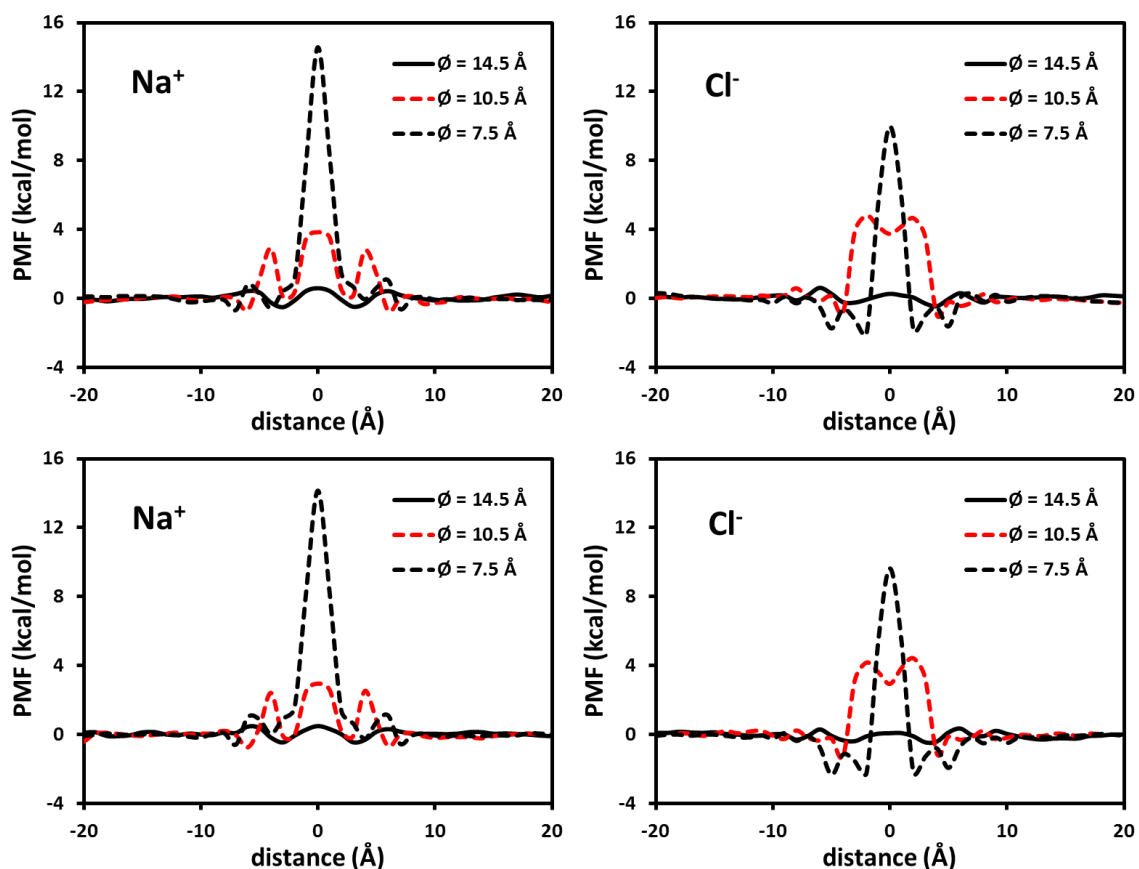 16
12
8
4
0
-4
PMF (kcal/mol)
Na⁺
Ø = 14.5 Å
Ø = 10.5 Å
Ø = 7.5 Å
-20
-10
0
10
20
distance (Å)
16
12
8
4
0
-4
PMF (kcal/mol)
Cl⁻
Ø = 14.5 Å
Ø = 10.5 Å
Ø = 7.5 Å
-20
-10
0
10
20
distance (Å)
16
12
8
4
0
-4
PMF (kcal/mol)
Na⁺
Ø = 14.5 Å
Ø = 10.5 Å
Ø = 7.5 Å
-20
-10
0
10
20
distance (Å)
16
12
8
4
0
-4
PMF (kcal/mol)
Cl⁻
Ø = 14.5 Å
Ø = 10.5 Å
Ø = 7.5 Å
-20
-10
0
10
20
distance (Å)